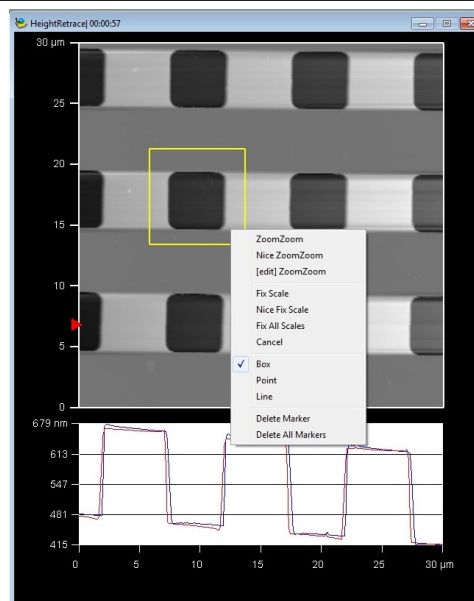 HeightRetrace| 00:00:57
30 µm
25
20
15
10
5
0
ZoomZoom
Nice ZoomZoom
[edit] ZoomZoom
Fix Scale
Nice Fix Scale
Fix All Scales
Cancel
Box
Point
Line
Delete Marker
Delete All Markers
679 nm
613
547
481
415
0 5 10 15 20 25 30 µm